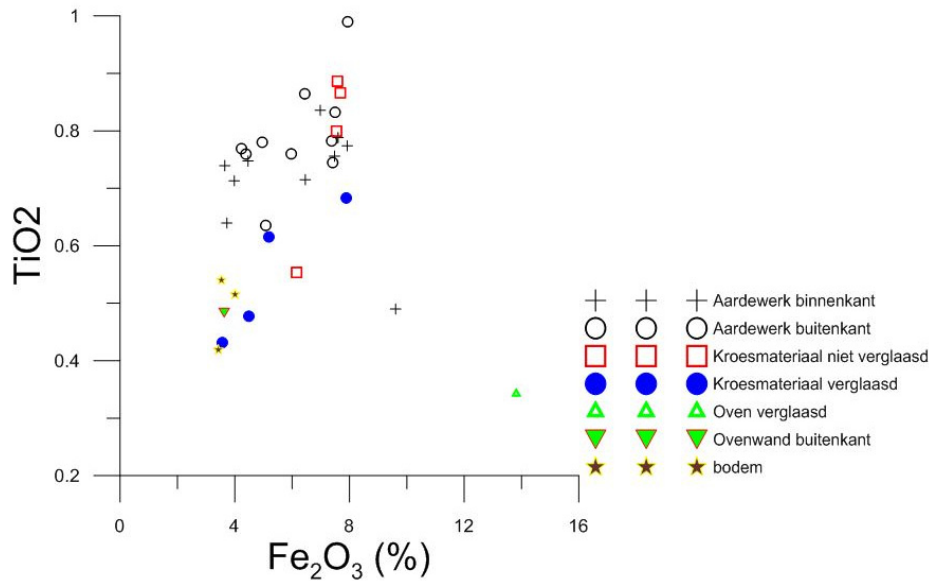 1
0.8
0.6
0.4
0.2
TiO2
0 4 8 12 16
Fe₂O₃ (%)
Aardewerk binnenkant
Aardewerk buitenkant
Kroesmateriaal niet verglaasd
Kroesmateriaal verglaasd
Oven verglaasd
Ovenwand buitenkant
bodem